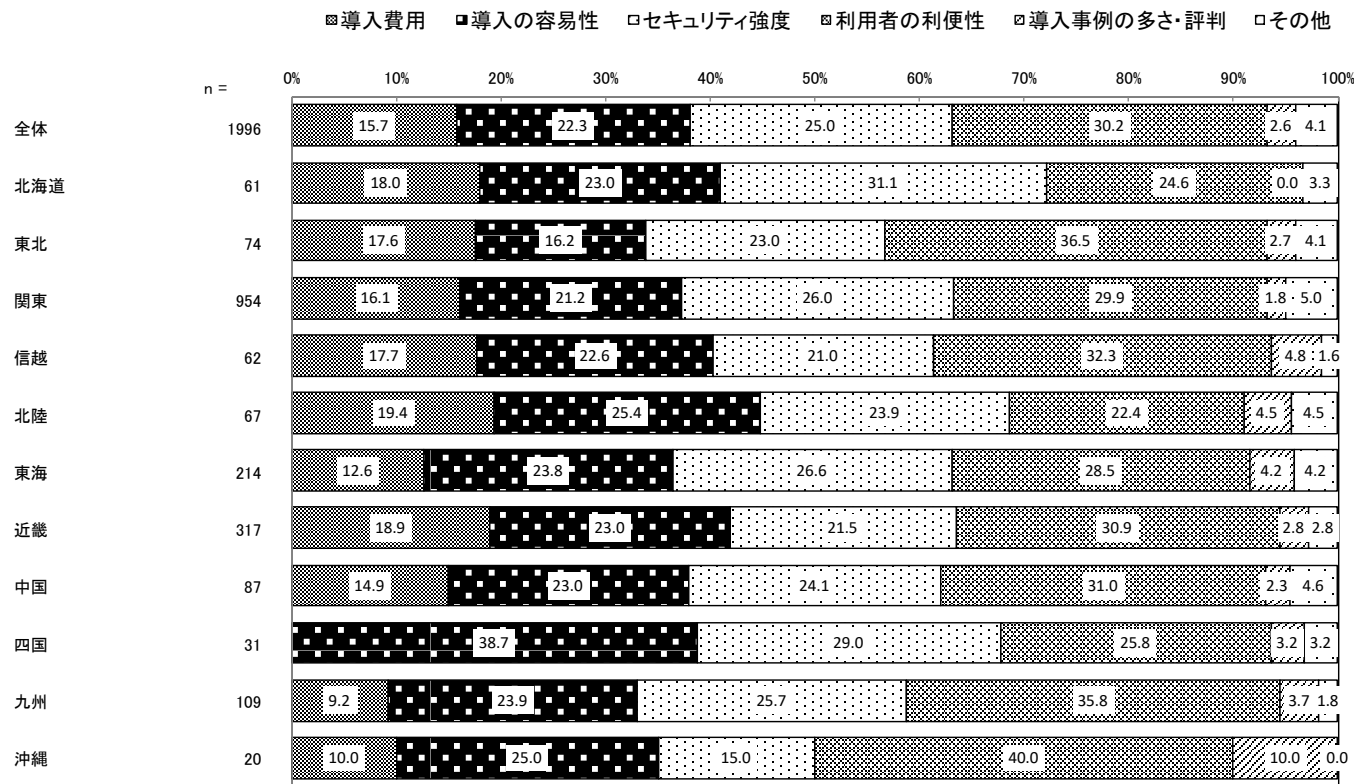 導入費用 導入の容易性 セキュリティ強度 利用者の利便性 導入事例の多さ・評判 その他
n = 0% 10% 20% 30% 40% 50% 60% 70% 80% 90% 100%
全体 1996 15.7 22.3 25.0 30.2 2.6 4.1
北海道 61 18.0 23.0 31.1 24.6 0.0 3.3
東北 74 17.6 16.2 23.0 36.5 2.7 4.1
関東 954 16.1 21.2 26.0 29.9 1.8 5.0
信越 62 17.7 22.6 21.0 32.3 4.8 1.6
北陸 67 19.4 25.4 23.9 22.4 4.5 4.5
東海 214 12.6 23.8 26.6 28.5 4.2 4.2
近畿 317 18.9 23.0 21.5 30.9 2.8 2.8
中国 87 14.9 23.0 24.1 31.0 2.3 4.6
四国 31 38.7 29.0 25.8 3.2 3.2
九州 109 9.2 23.9 25.7 35.8 3.7 1.8
沖縄 20 10.0 25.0 15.0 40.0 10.0 0.0